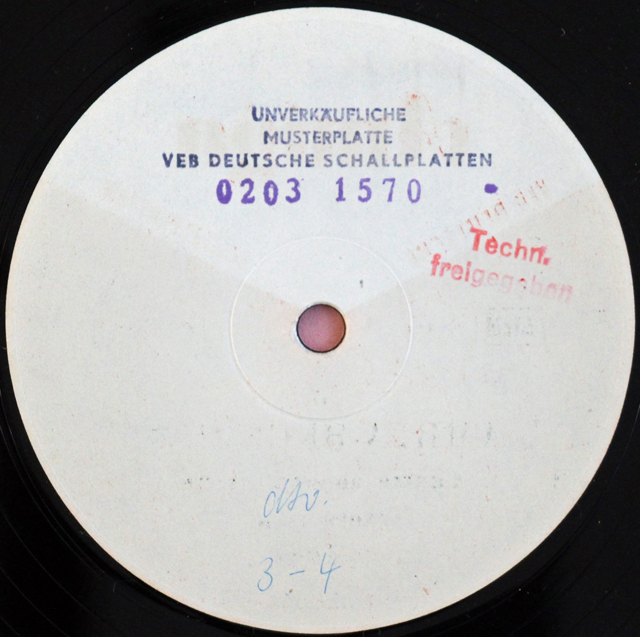 UNVERKÄUFLICHE
MUSTERPLATTE
VEB DEUTSCHE SCHALLPLATTEN
0203 1570
Techn.
freigegeben
3-4